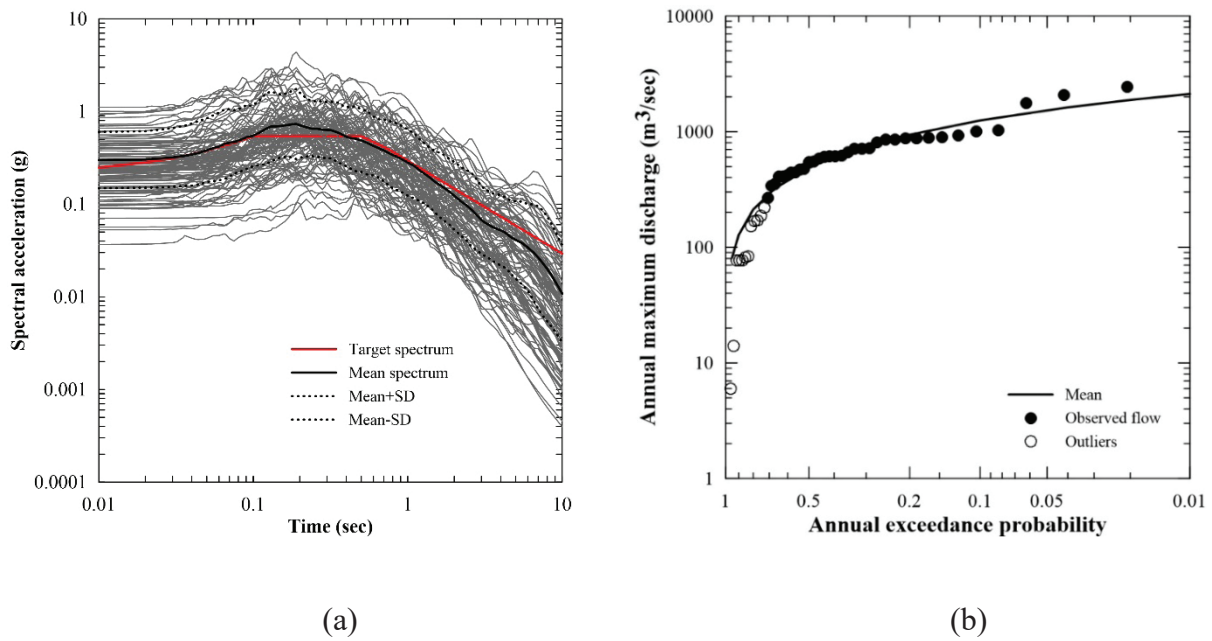 10
1
0.1
0.01
0.001
0.0001
Spectral acceleration (g)
Target spectrum
Mean spectrum
Mean+SD
Mean-SD
0.01
0.1
1
10
Time (sec)
(a)
10000
1000
100
10
1
Annual maximum discharge (m³/sec)
Mean
Observed flow
Outliers
1
0.5
0.2
0.1
0.05
0.01
Annual exceedance probability
(b)